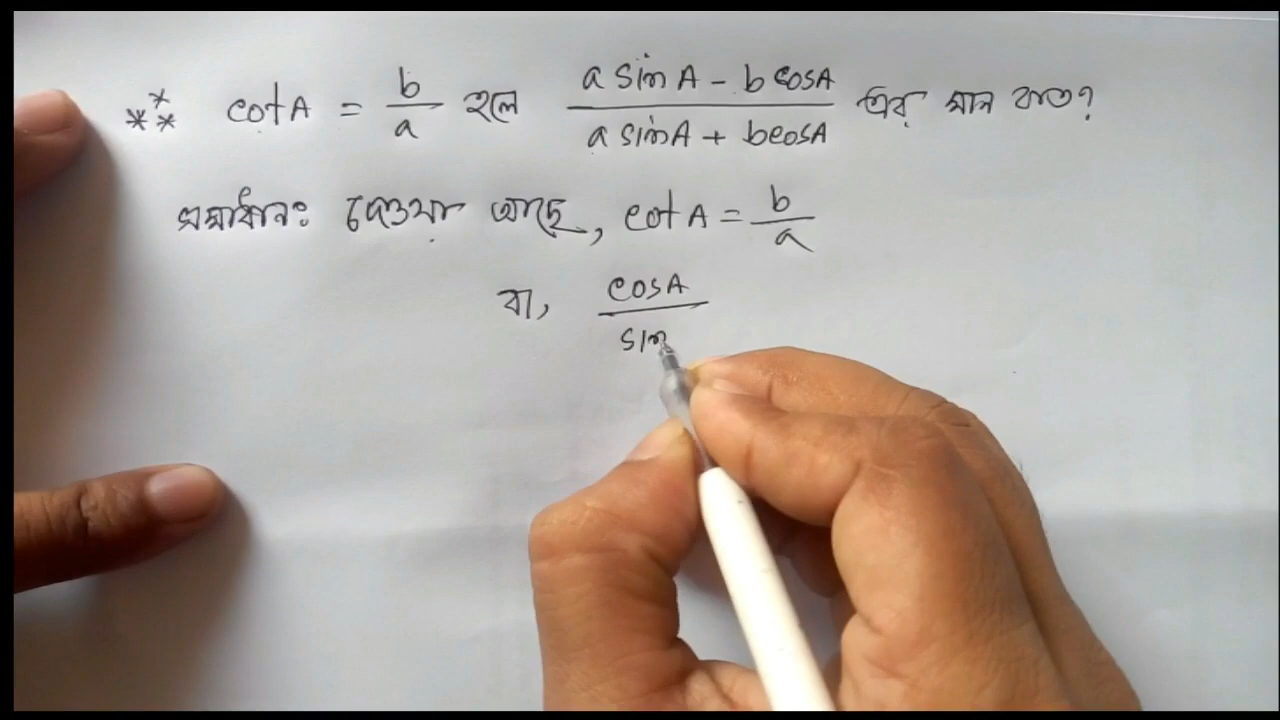 *** cot A = b/a হলে (a sin A - b cos A)/(a sin A + b cos A) এর মান কত?
সমাধানঃ দেওয়া আছে, cot A = b/a
বা, cos A / sin